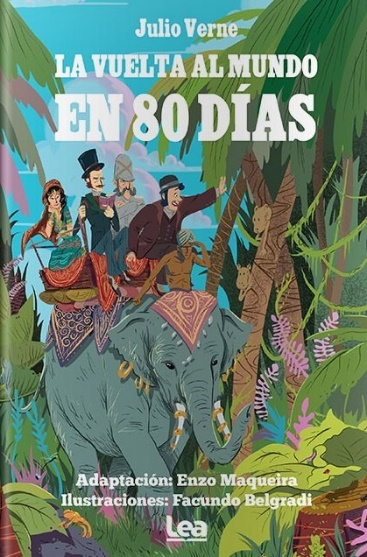 Julio Verne
LA VUELTA AL MUNDO
EN 80 DÍAS
Adaptación: Enzo Maqueira
Ilustraciones: Facundo Belgradi
Lea